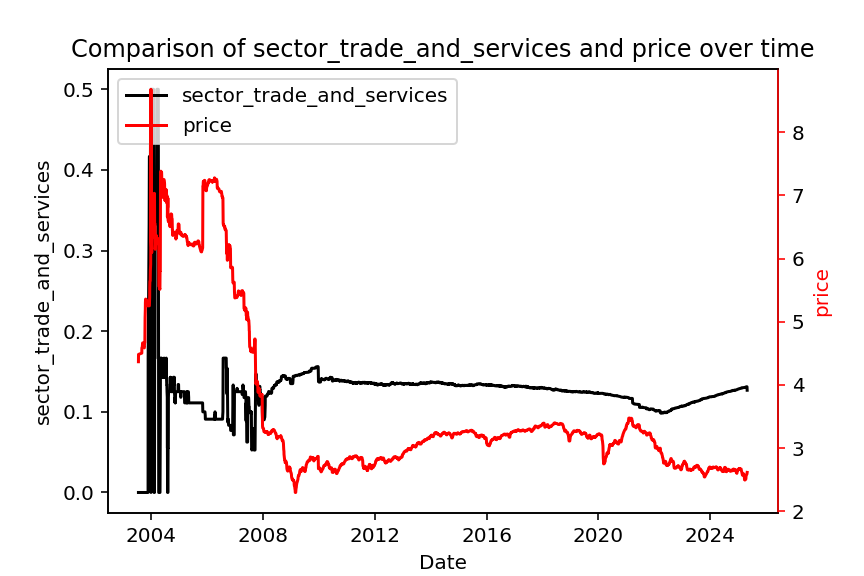 Comparison of sector_trade_and_services and price over time
sector_trade_and_services
price
0.5
0.4
0.3
0.2
0.1
0.0
sector_trade_and_services
8
7
6
5
4
3
2
price
2004 2008 2012 2016 2020 2024
Date